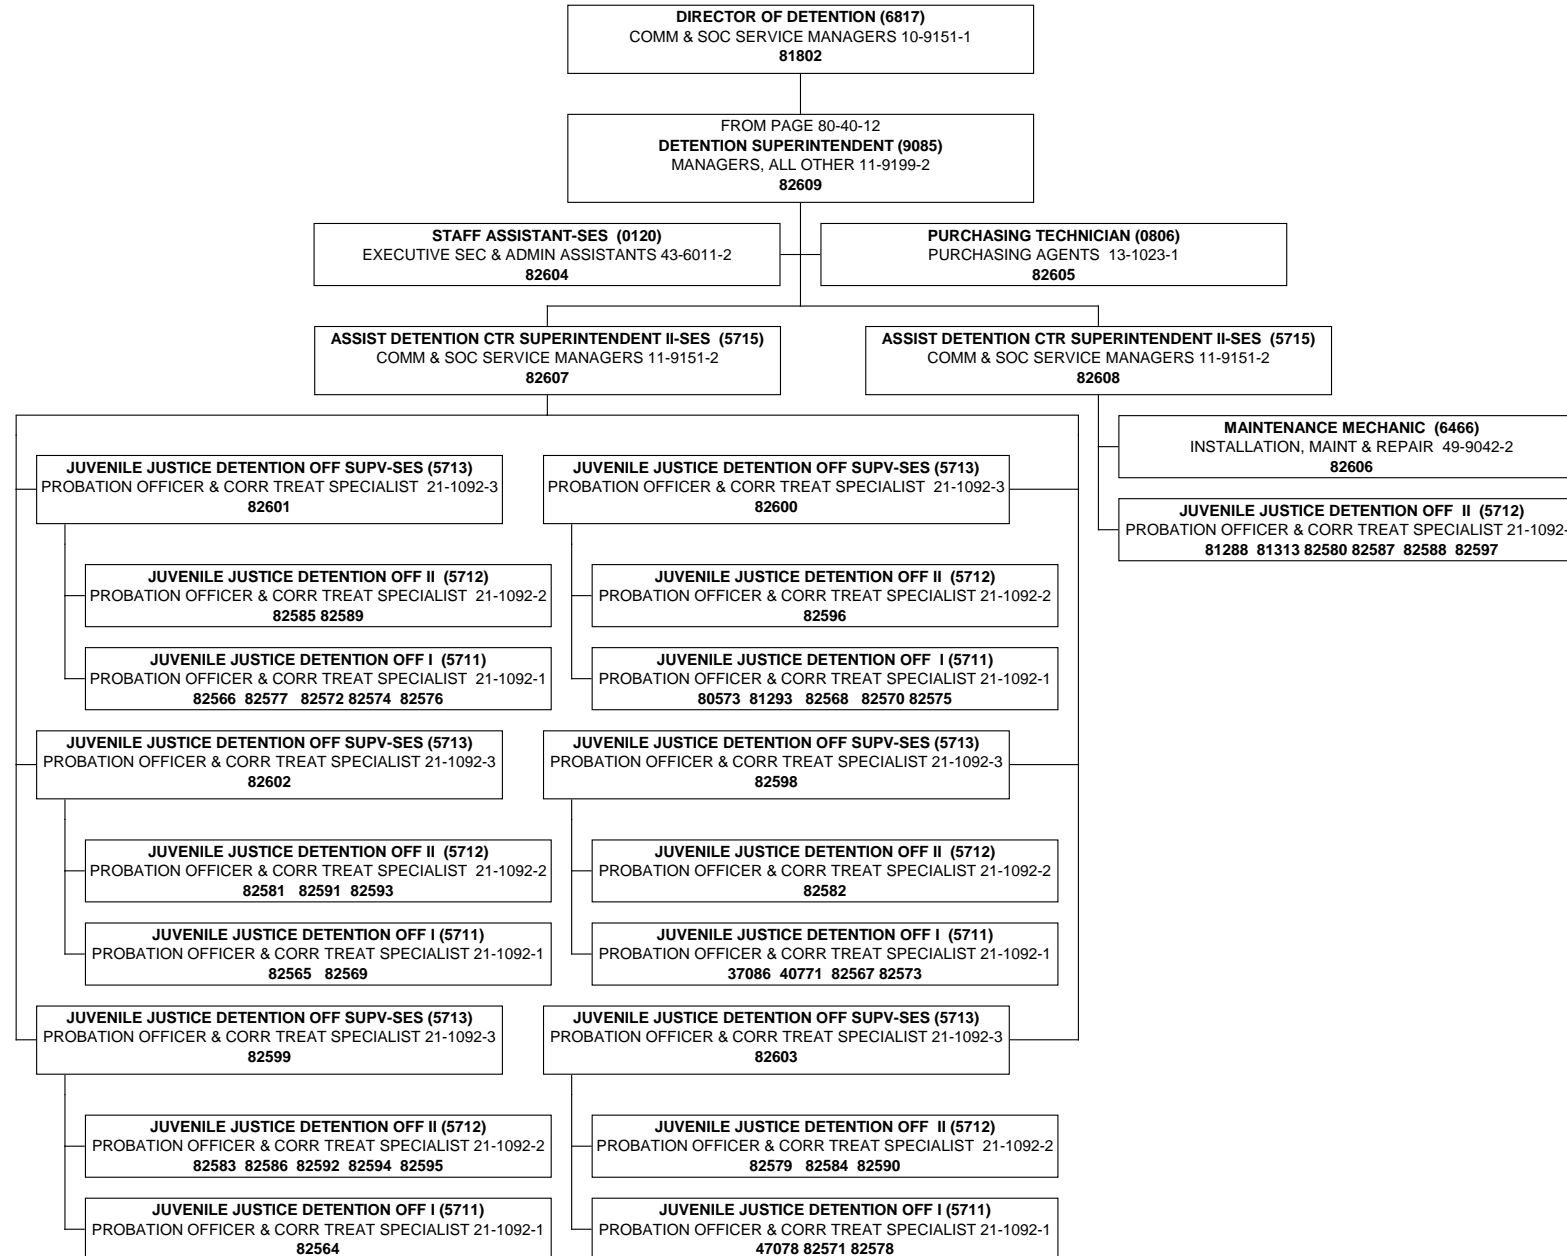 DIRECTOR OF DETENTION (6817)
COMM & SOC SERVICE MANAGERS 10-9151-1
81802
FROM PAGE 80-40-12
DETENTION SUPERINTENDENT (9085)
MANAGERS, ALL OTHER 11-9199-2
82609
STAFF ASSISTANT-SES (0120)
EXECUTIVE SEC & ADMIN ASSISTANTS 43-6011-2
82604
PURCHASING TECHNICIAN (0806)
PURCHASING AGENTS 13-1023-1
82605
ASSIST DETENTION CTR SUPERINTENDENT II-SES (5715)
COMM & SOC SERVICE MANAGERS 11-9151-2
82607
ASSIST DETENTION CTR SUPERINTENDENT II-SES (5715)
COMM & SOC SERVICE MANAGERS 11-9151-2
82608
MAINTENANCE MECHANIC (6466)
INSTALLATION, MAINT & REPAIR 49-9042-2
82606
JUVENILE JUSTICE DETENTION OFF II (5712)
PROBATION OFFICER & CORR TREAT SPECIALIST 21-1092-
81288 81313 82580 82587 82588 82597
JUVENILE JUSTICE DETENTION OFF SUPV-SES (5713)
PROBATION OFFICER & CORR TREAT SPECIALIST 21-1092-3
82601
JUVENILE JUSTICE DETENTION OFF II (5712)
PROBATION OFFICER & CORR TREAT SPECIALIST 21-1092-2
82585 82589
JUVENILE JUSTICE DETENTION OFF I (5711)
PROBATION OFFICER & CORR TREAT SPECIALIST 21-1092-1
82566 82577 82572 82574 82576
JUVENILE JUSTICE DETENTION OFF SUPV-SES (5713)
PROBATION OFFICER & CORR TREAT SPECIALIST 21-1092-3
82600
JUVENILE JUSTICE DETENTION OFF II (5712)
PROBATION OFFICER & CORR TREAT SPECIALIST 21-1092-2
82596
JUVENILE JUSTICE DETENTION OFF I (5711)
PROBATION OFFICER & CORR TREAT SPECIALIST 21-1092-1
80573 81293 82568 82570 82575
JUVENILE JUSTICE DETENTION OFF SUPV-SES (5713)
PROBATION OFFICER & CORR TREAT SPECIALIST 21-1092-3
82602
JUVENILE JUSTICE DETENTION OFF II (5712)
PROBATION OFFICER & CORR TREAT SPECIALIST 21-1092-2
82581 82591 82593
JUVENILE JUSTICE DETENTION OFF I (5711)
PROBATION OFFICER & CORR TREAT SPECIALIST 21-1092-1
82565 82569
JUVENILE JUSTICE DETENTION OFF SUPV-SES (5713)
PROBATION OFFICER & CORR TREAT SPECIALIST 21-1092-3
82598
JUVENILE JUSTICE DETENTION OFF II (5712)
PROBATION OFFICER & CORR TREAT SPECIALIST 21-1092-2
82582
JUVENILE JUSTICE DETENTION OFF I (5711)
PROBATION OFFICER & CORR TREAT SPECIALIST 21-1092-1
37086 40771 82567 82573
JUVENILE JUSTICE DETENTION OFF SUPV-SES (5713)
PROBATION OFFICER & CORR TREAT SPECIALIST 21-1092-3
82599
JUVENILE JUSTICE DETENTION OFF II (5712)
PROBATION OFFICER & CORR TREAT SPECIALIST 21-1092-2
82583 82586 82592 82594 82595
JUVENILE JUSTICE DETENTION OFF I (5711)
PROBATION OFFICER & CORR TREAT SPECIALIST 21-1092-1
82564
JUVENILE JUSTICE DETENTION OFF SUPV-SES (5713)
PROBATION OFFICER & CORR TREAT SPECIALIST 21-1092-3
82603
JUVENILE JUSTICE DETENTION OFF II (5712)
PROBATION OFFICER & CORR TREAT SPECIALIST 21-1092-2
82579 82584 82590
JUVENILE JUSTICE DETENTION OFF I (5711)
PROBATION OFFICER & CORR TREAT SPECIALIST 21-1092-1
47078 82571 82578